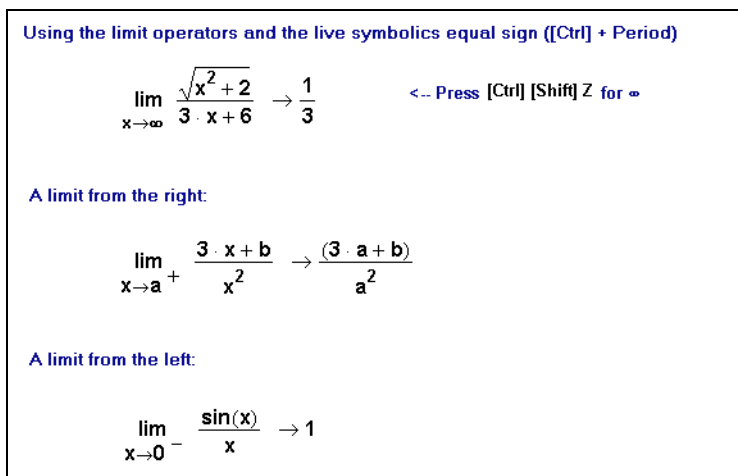 Using the limit operators and the live symbolics equal sign ([Ctrl] + Period)
lim x→∞ √(x² + 2) / (3 · x + 6) → 1/3 <-- Press [Ctrl] [Shift] Z for ∞
A limit from the right:
lim x→a⁺ (3 · x + b) / x² → (3 · a + b) / a²
A limit from the left:
lim x→0⁻ sin(x) / x → 1